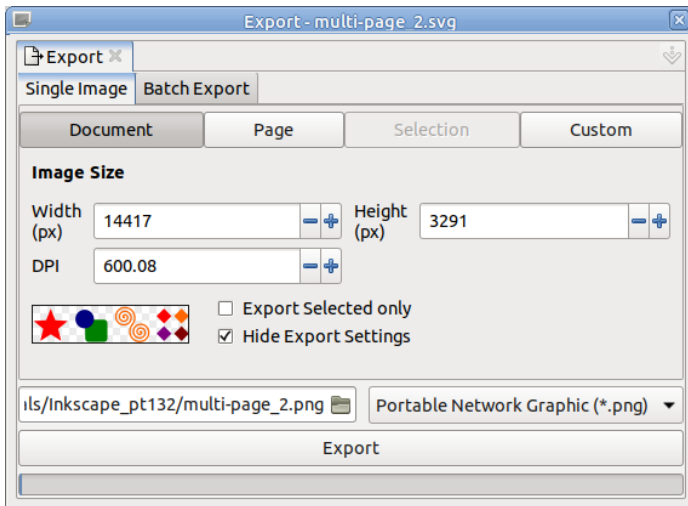 Export - multi-page_2.svg
Export
Single Image Batch Export
Document Page Selection Custom
Image Size
Width (px) 14417 Height (px) 3291
DPI 600.08
Export Selected only
Hide Export Settings
ıls/Inkscape_pt132/multi-page_2.png Portable Network Graphic (*.png)
Export